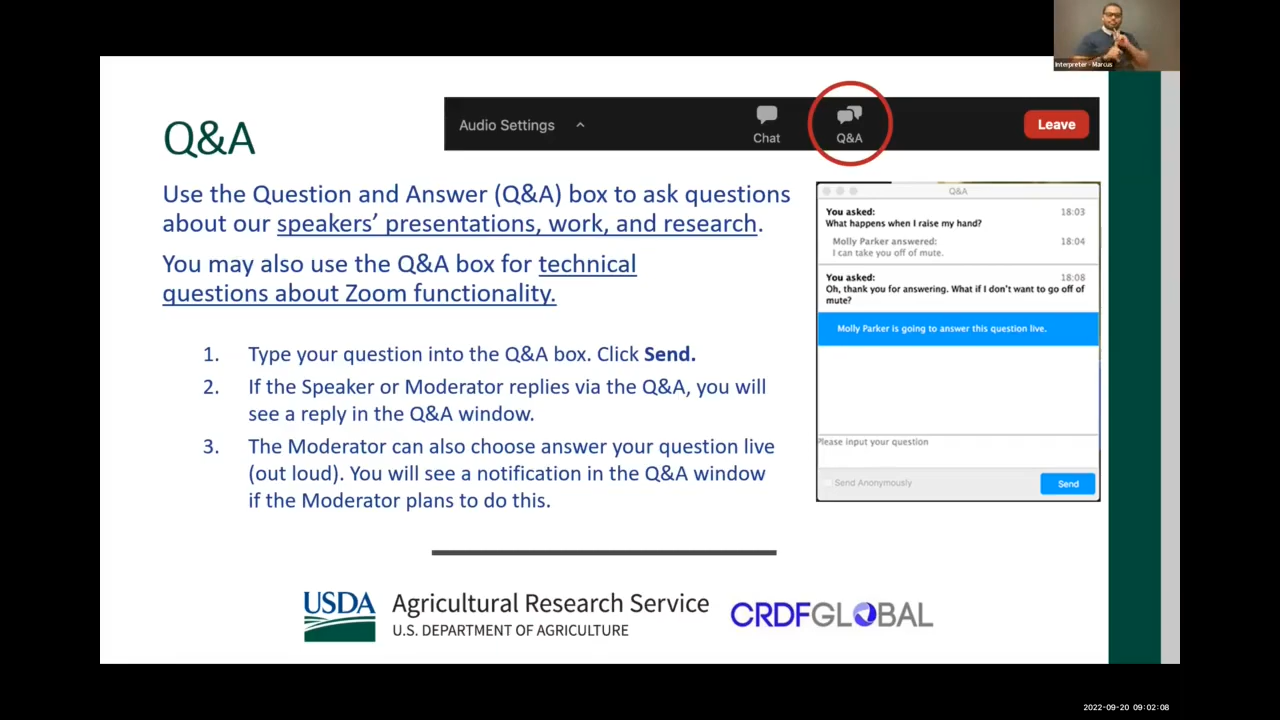 Interpreter - Marcus
Q&A
Audio Settings
Chat
Q&A
Leave
Use the Question and Answer (Q&A) box to ask questions
about our speakers’ presentations, work, and research.
You may also use the Q&A box for technical
questions about Zoom functionality.
1. Type your question into the Q&A box. Click Send.
2. If the Speaker or Moderator replies via the Q&A, you will
see a reply in the Q&A window.
3. The Moderator can also choose answer your question live
(out loud). You will see a notification in the Q&A window
if the Moderator plans to do this.
Q&A
You asked: 18:03
What happens when I raise my hand?
Molly Parker answered: 18:04
I can take you off of mute.
You asked: 18:08
Oh, thank you for answering. What if I don't want to go off of
mute?
Molly Parker is going to answer this question live.
Please input your question
Send Anonymously
Send
USDA
Agricultural Research Service
U.S. DEPARTMENT OF AGRICULTURE
CRDFGLOBAL
2022-09-20 09:02:08